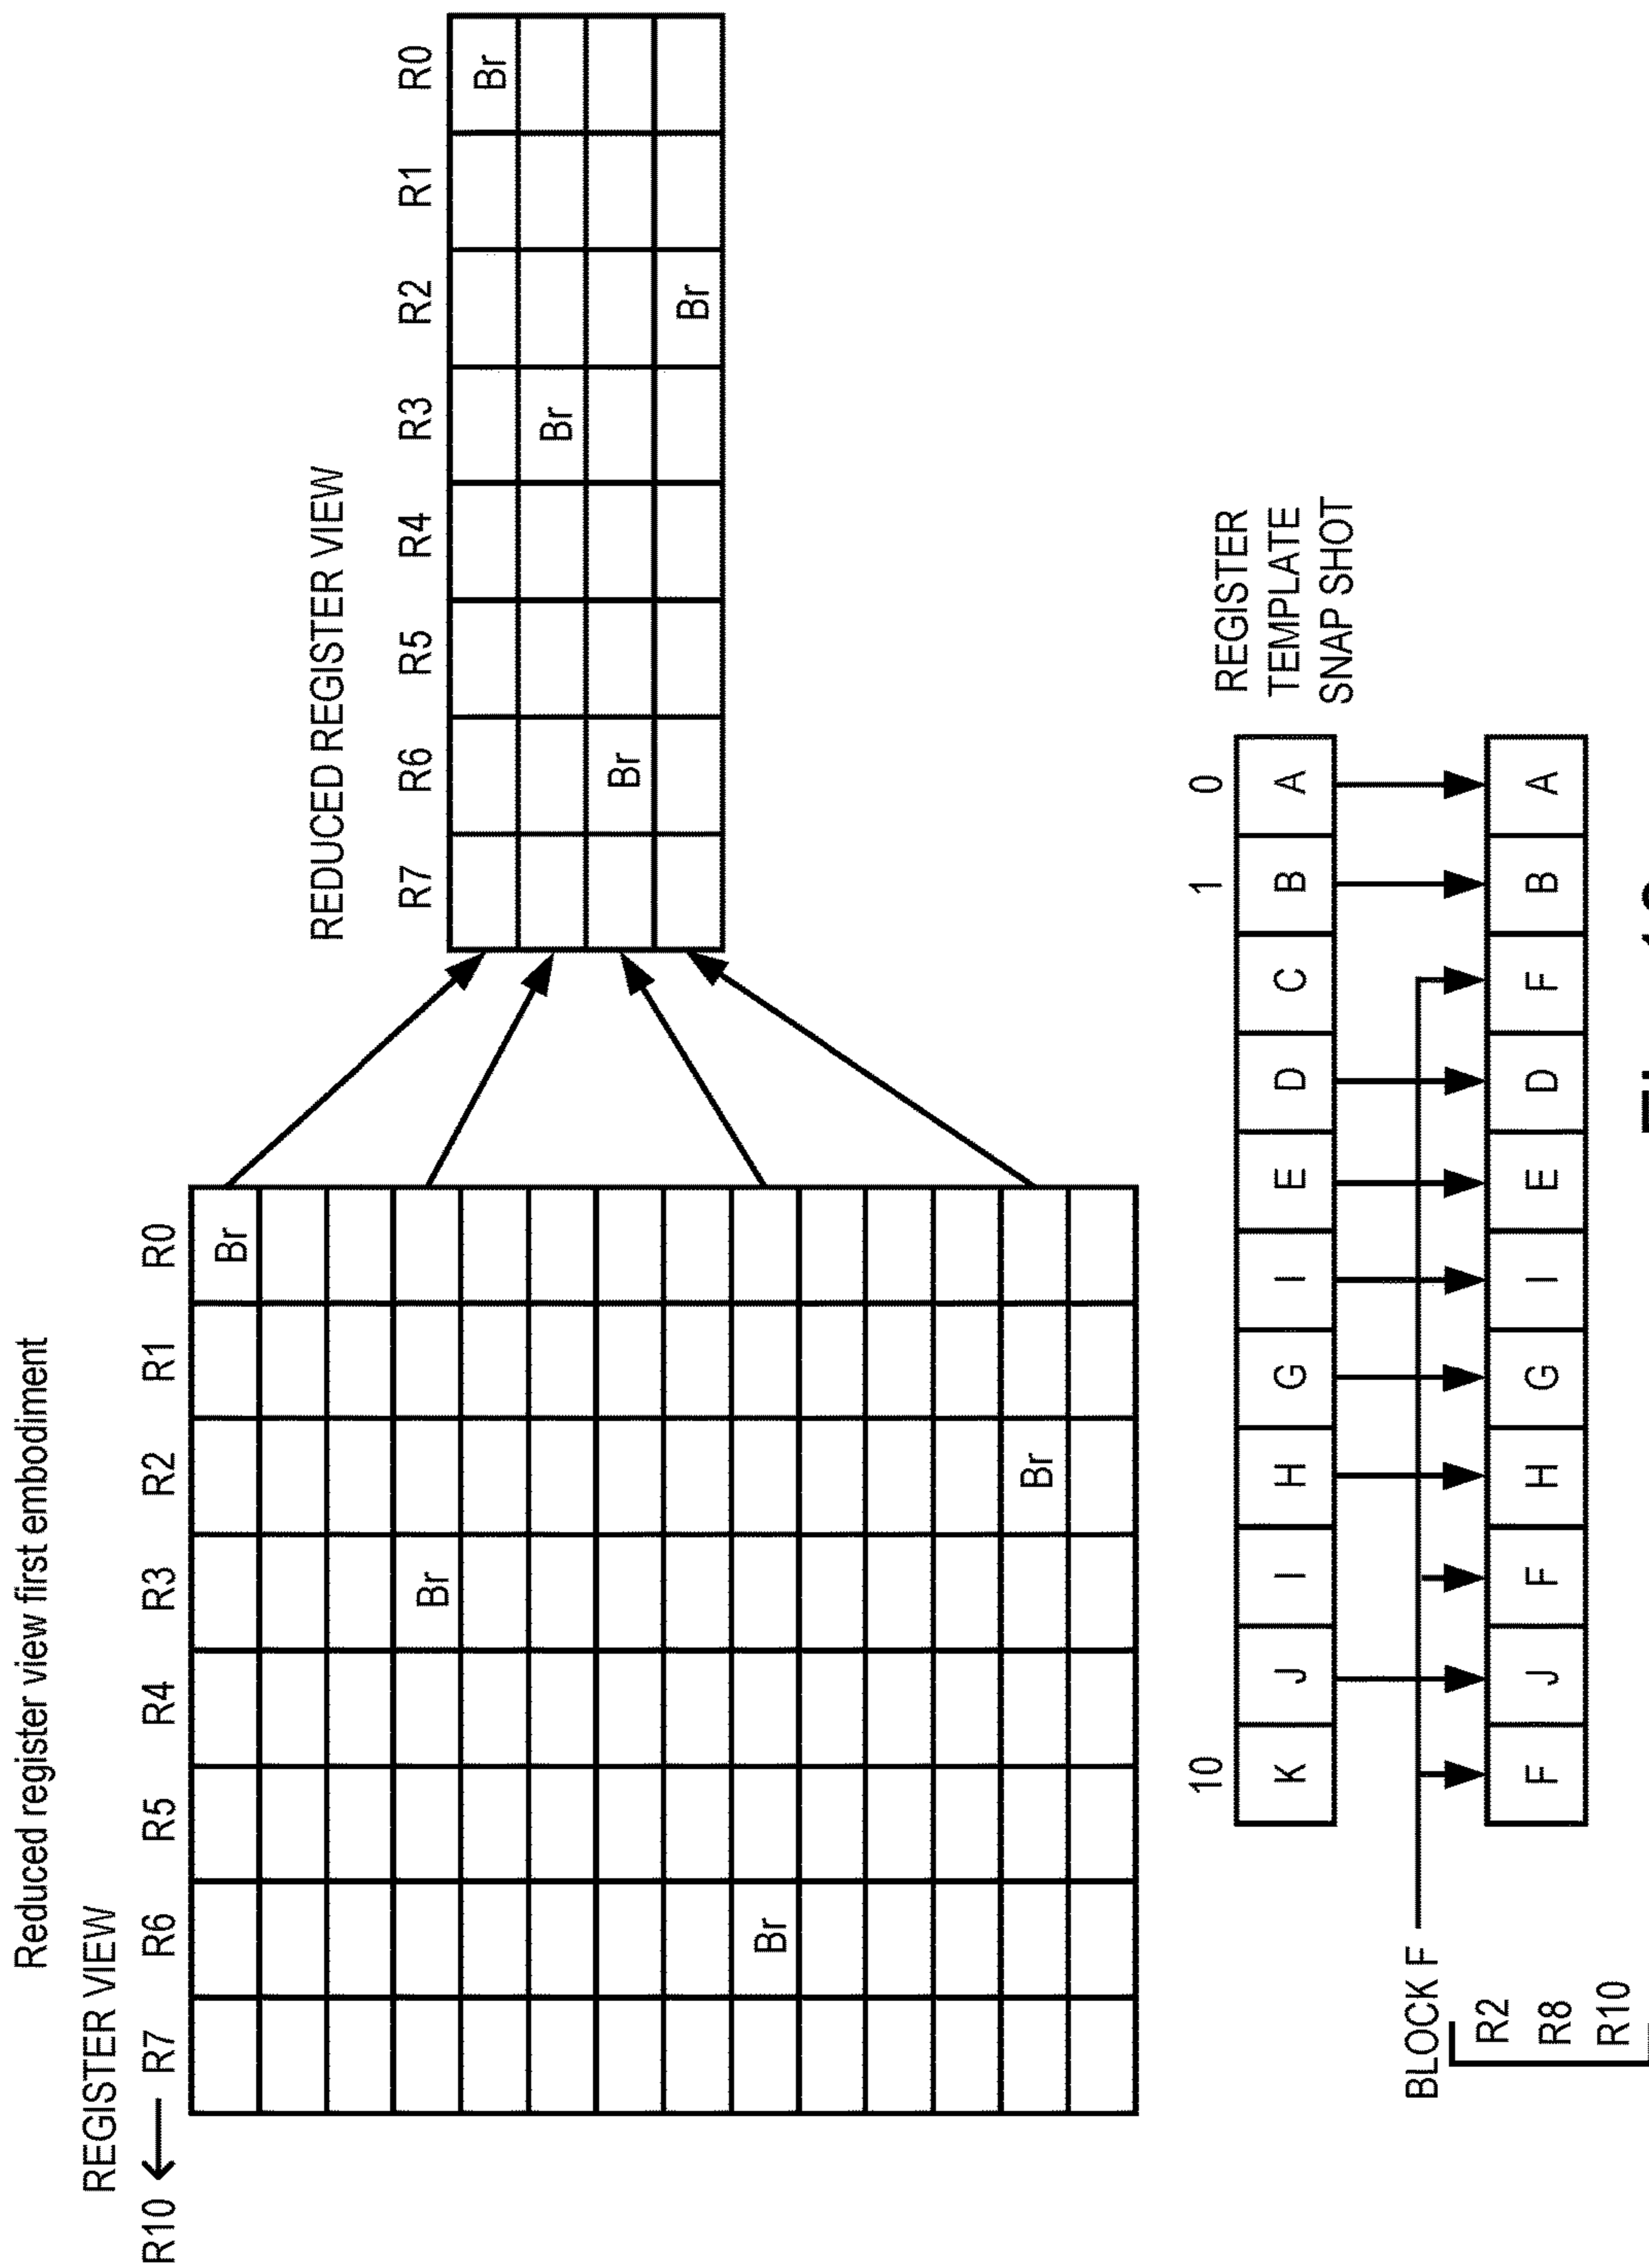 Reduced register view first embodiment
REGISTER VIEW
R10 ← R7 R6 R5 R4 R3 R2 R1 R0
Br
Br
Br
Br
REDUCED REGISTER VIEW
R7 R6 R5 R4 R3 R2 R1 R0
Br
Br
Br
Br
10 1 0
K J I H G I E D C B A
REGISTER
TEMPLATE
SNAP SHOT
BLOCK F
R2
R8
R10
F J F H G I E D F B A